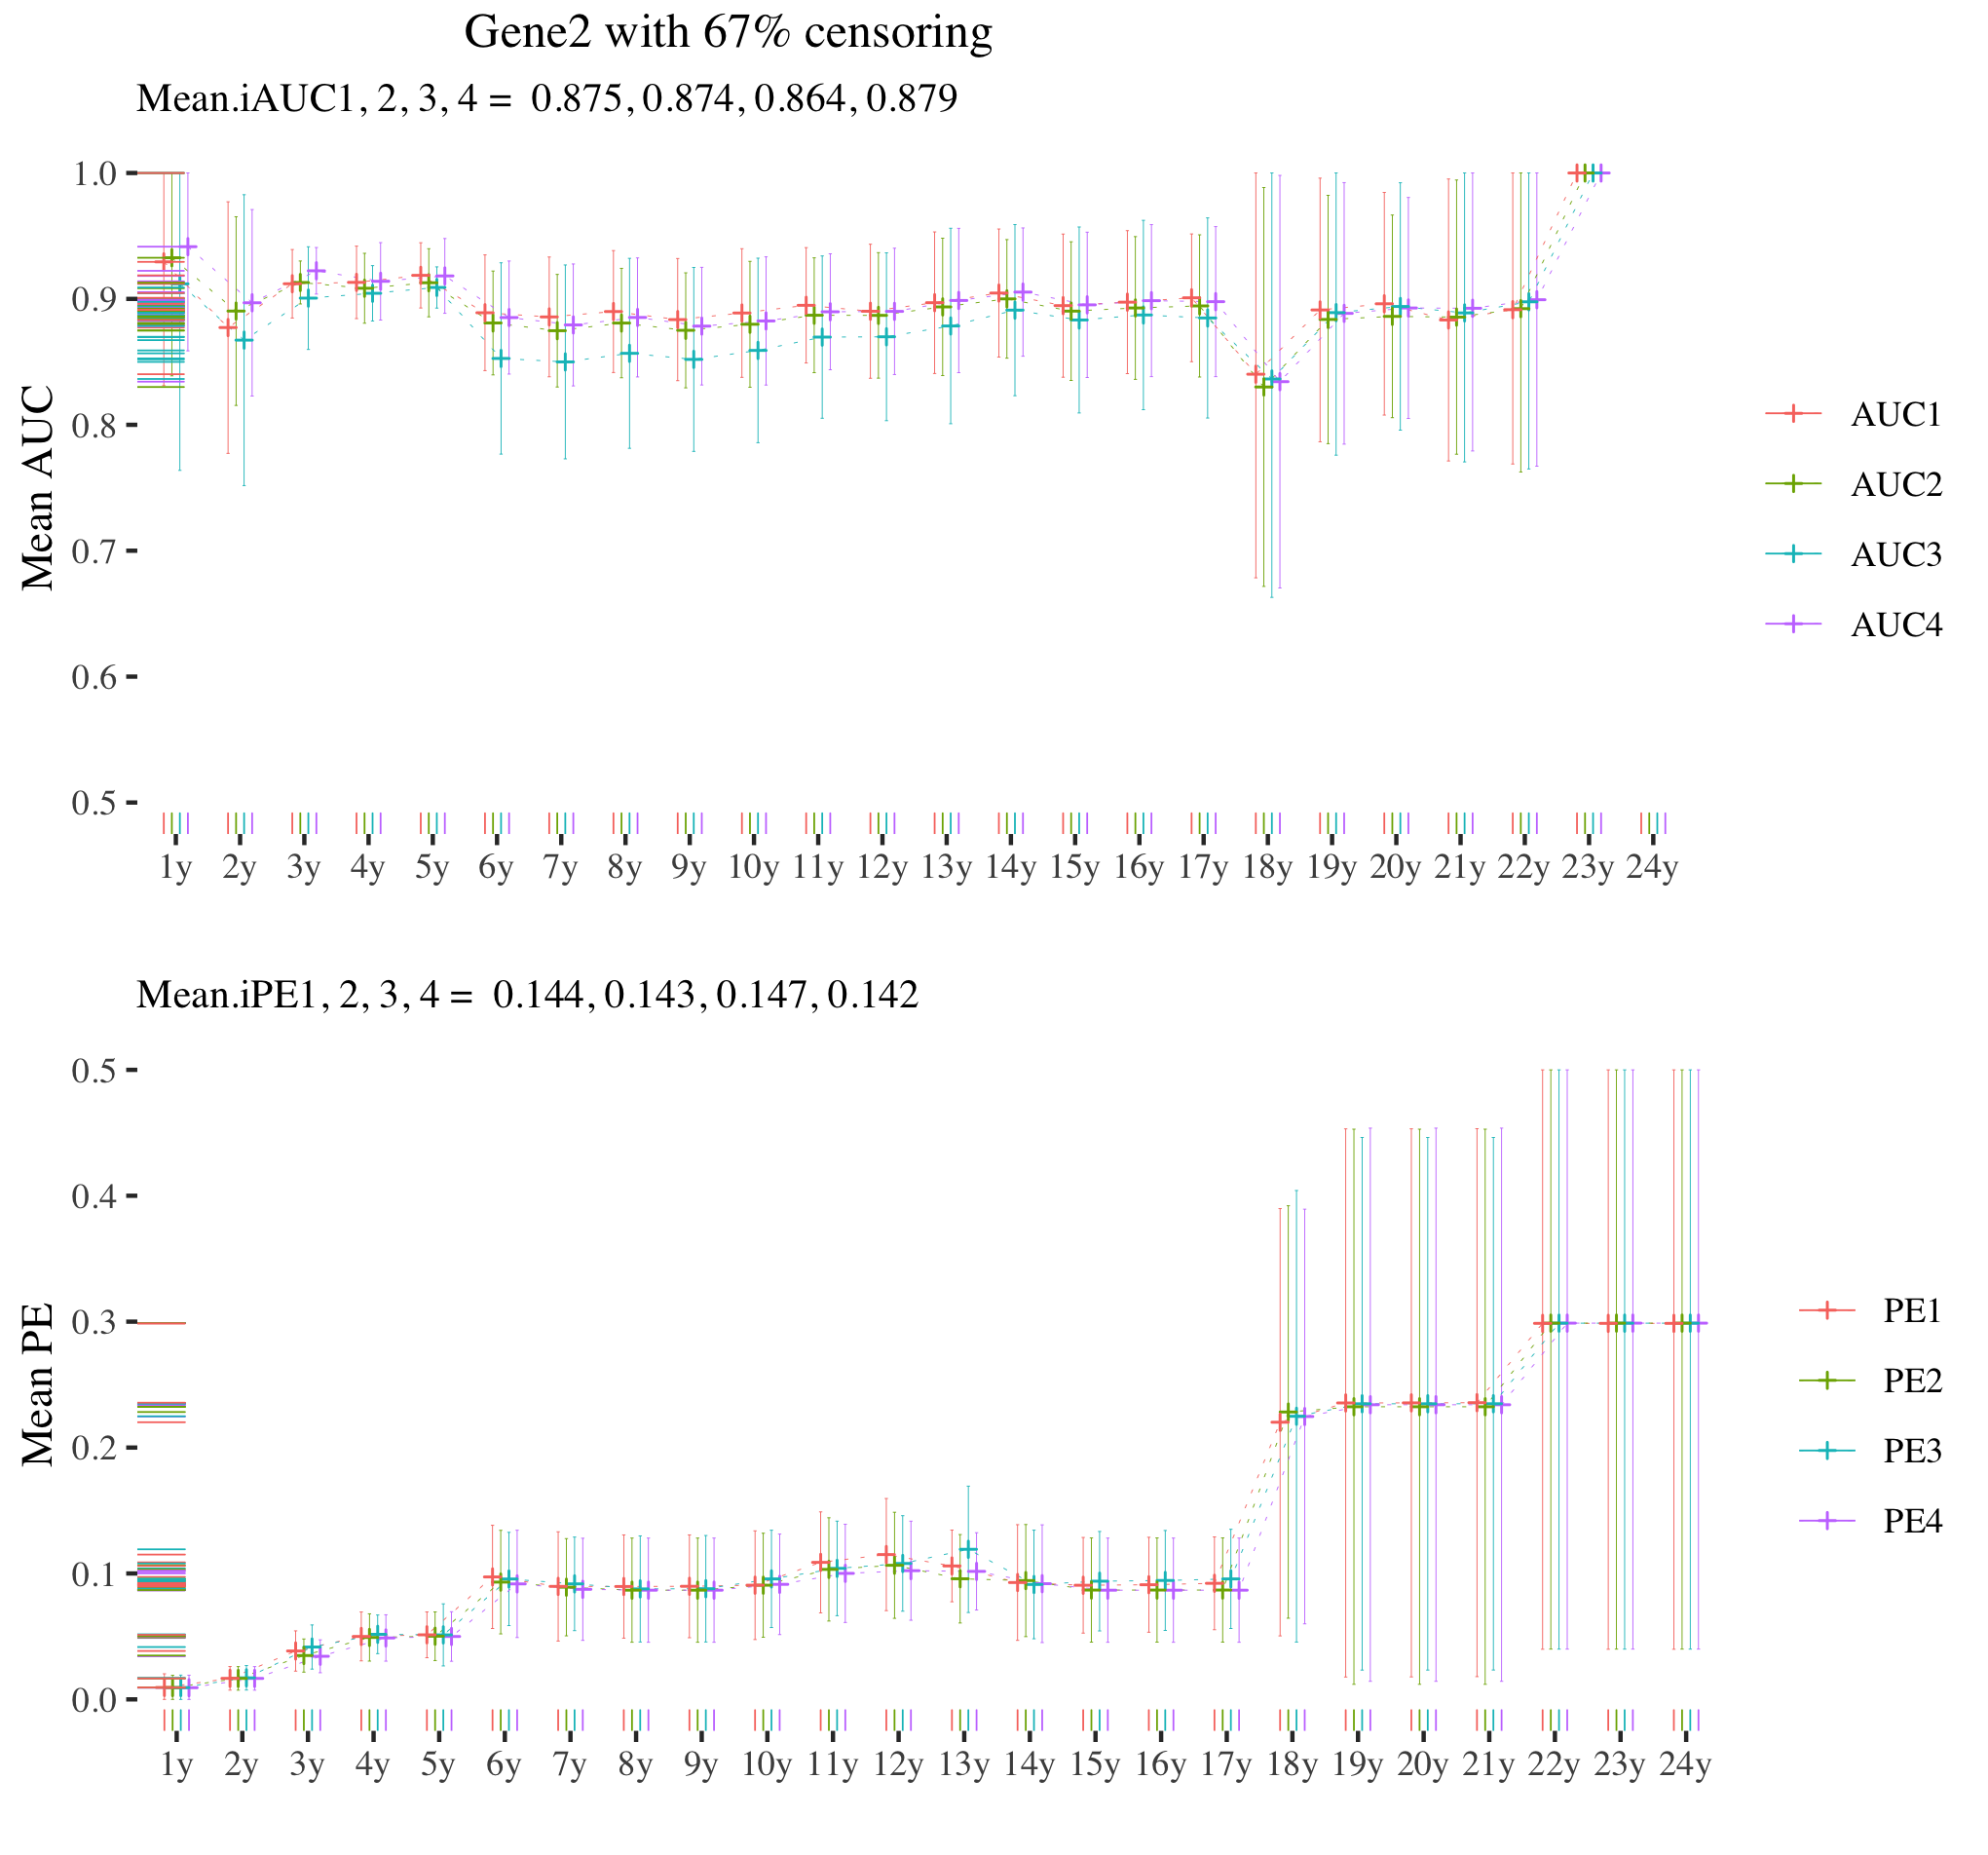 Gene2 with 67% censoring
Mean.iAUC1, 2, 3, 4 = 0.875, 0.874, 0.864, 0.879
Mean AUC
1.0
0.9
0.8
0.7
0.6
0.5
1y 2y 3y 4y 5y 6y 7y 8y 9y 10y 11y 12y 13y 14y 15y 16y 17y 18y 19y 20y 21y 22y 23y 24y
AUC1
AUC2
AUC3
AUC4
Mean.iPE1, 2, 3, 4 = 0.144, 0.143, 0.147, 0.142
Mean PE
0.5
0.4
0.3
0.2
0.1
0.0
1y 2y 3y 4y 5y 6y 7y 8y 9y 10y 11y 12y 13y 14y 15y 16y 17y 18y 19y 20y 21y 22y 23y 24y
PE1
PE2
PE3
PE4